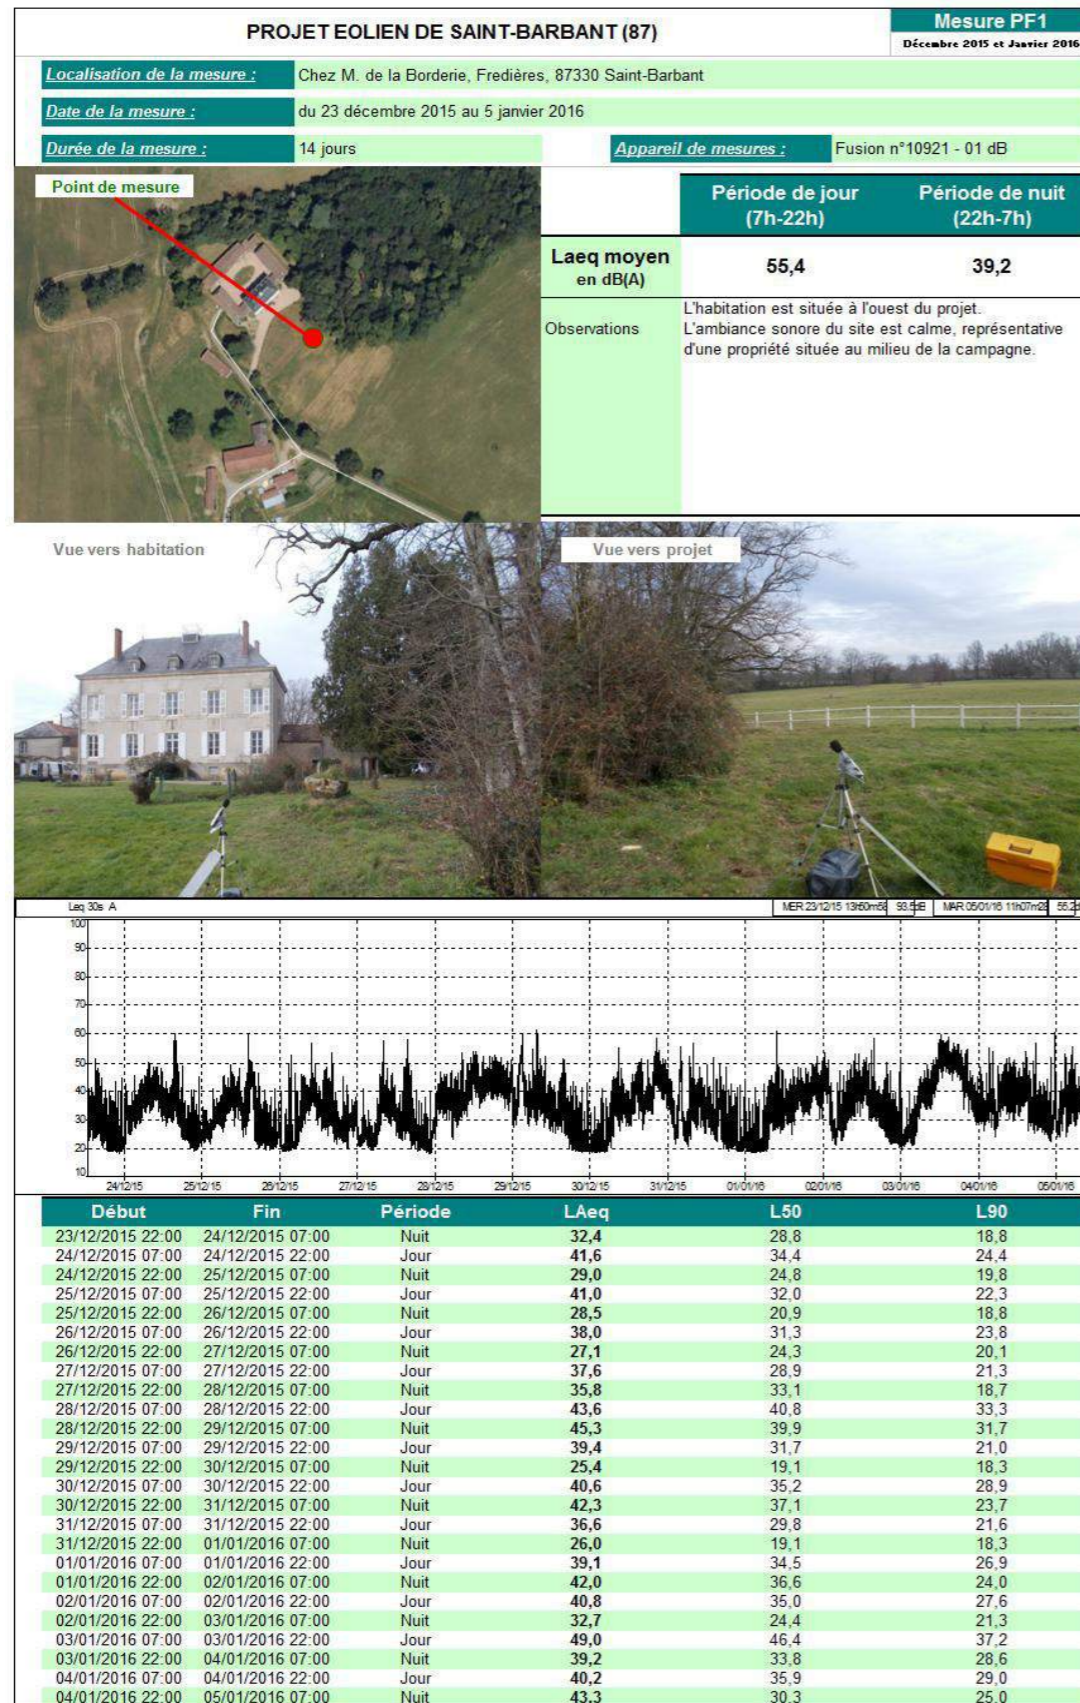 PROJET EOLIEN DE SAINT-BARBANT (87)
Mesure PF1
Décembre 2015 et Janvier 2016
Localisation de la mesure : Chez M. de la Borderie, Fredières, 87330 Saint-Barbant
Date de la mesure : du 23 décembre 2015 au 5 janvier 2016
Durée de la mesure : 14 jours Appareil de mesures : Fusion n°10921 - 01 dB
Point de mesure
Période de jour (7h-22h) Période de nuit (22h-7h)
Laeq moyen en dB(A) 55,4 39,2
Observations
L'habitation est située à l'ouest du projet.
L'ambiance sonore du site est calme, représentative
d'une propriété située au milieu de la campagne.
Vue vers habitation
Vue vers projet
Leq 30s A MER 23/12/15 13h50m58 93.5dB MAR 05/01/16 11h07m28 55.2
100
90
80
70
60
50
40
30
20
10
24/12/15 25/12/15 26/12/15 27/12/15 28/12/15 29/12/15 30/12/15 31/12/15 01/01/16 02/01/16 03/01/16 04/01/16 05/01/16
Début Fin Période LAeq L50 L90
23/12/2015 22:00 24/12/2015 07:00 Nuit 32,4 28,8 18,8
24/12/2015 07:00 24/12/2015 22:00 Jour 41,6 34,4 24,4
24/12/2015 22:00 25/12/2015 07:00 Nuit 29,0 24,8 19,8
25/12/2015 07:00 25/12/2015 22:00 Jour 41,0 32,0 22,3
25/12/2015 22:00 26/12/2015 07:00 Nuit 28,5 20,9 18,8
26/12/2015 07:00 26/12/2015 22:00 Jour 38,0 31,3 23,8
26/12/2015 22:00 27/12/2015 07:00 Nuit 27,1 24,3 20,1
27/12/2015 07:00 27/12/2015 22:00 Jour 37,6 28,9 21,3
27/12/2015 22:00 28/12/2015 07:00 Nuit 35,8 33,1 18,7
28/12/2015 07:00 28/12/2015 22:00 Jour 43,6 40,8 33,3
28/12/2015 22:00 29/12/2015 07:00 Nuit 45,3 39,9 31,7
29/12/2015 07:00 29/12/2015 22:00 Jour 39,4 31,7 21,0
29/12/2015 22:00 30/12/2015 07:00 Nuit 25,4 19,1 18,3
30/12/2015 07:00 30/12/2015 22:00 Jour 40,6 35,2 28,9
30/12/2015 22:00 31/12/2015 07:00 Nuit 42,3 37,1 23,7
31/12/2015 07:00 31/12/2015 22:00 Jour 36,6 29,8 21,6
31/12/2015 22:00 01/01/2016 07:00 Nuit 26,0 19,1 18,3
01/01/2016 07:00 01/01/2016 22:00 Jour 39,1 34,5 26,9
01/01/2016 22:00 02/01/2016 07:00 Nuit 42,0 36,6 24,0
02/01/2016 07:00 02/01/2016 22:00 Jour 40,8 35,0 27,6
02/01/2016 22:00 03/01/2016 07:00 Nuit 32,7 24,4 21,3
03/01/2016 07:00 03/01/2016 22:00 Jour 49,0 46,4 37,2
03/01/2016 22:00 04/01/2016 07:00 Nuit 39,2 33,8 28,6
04/01/2016 07:00 04/01/2016 22:00 Jour 40,2 35,9 29,0
04/01/2016 22:00 05/01/2016 07:00 Nuit 43,3 30,3 25,0